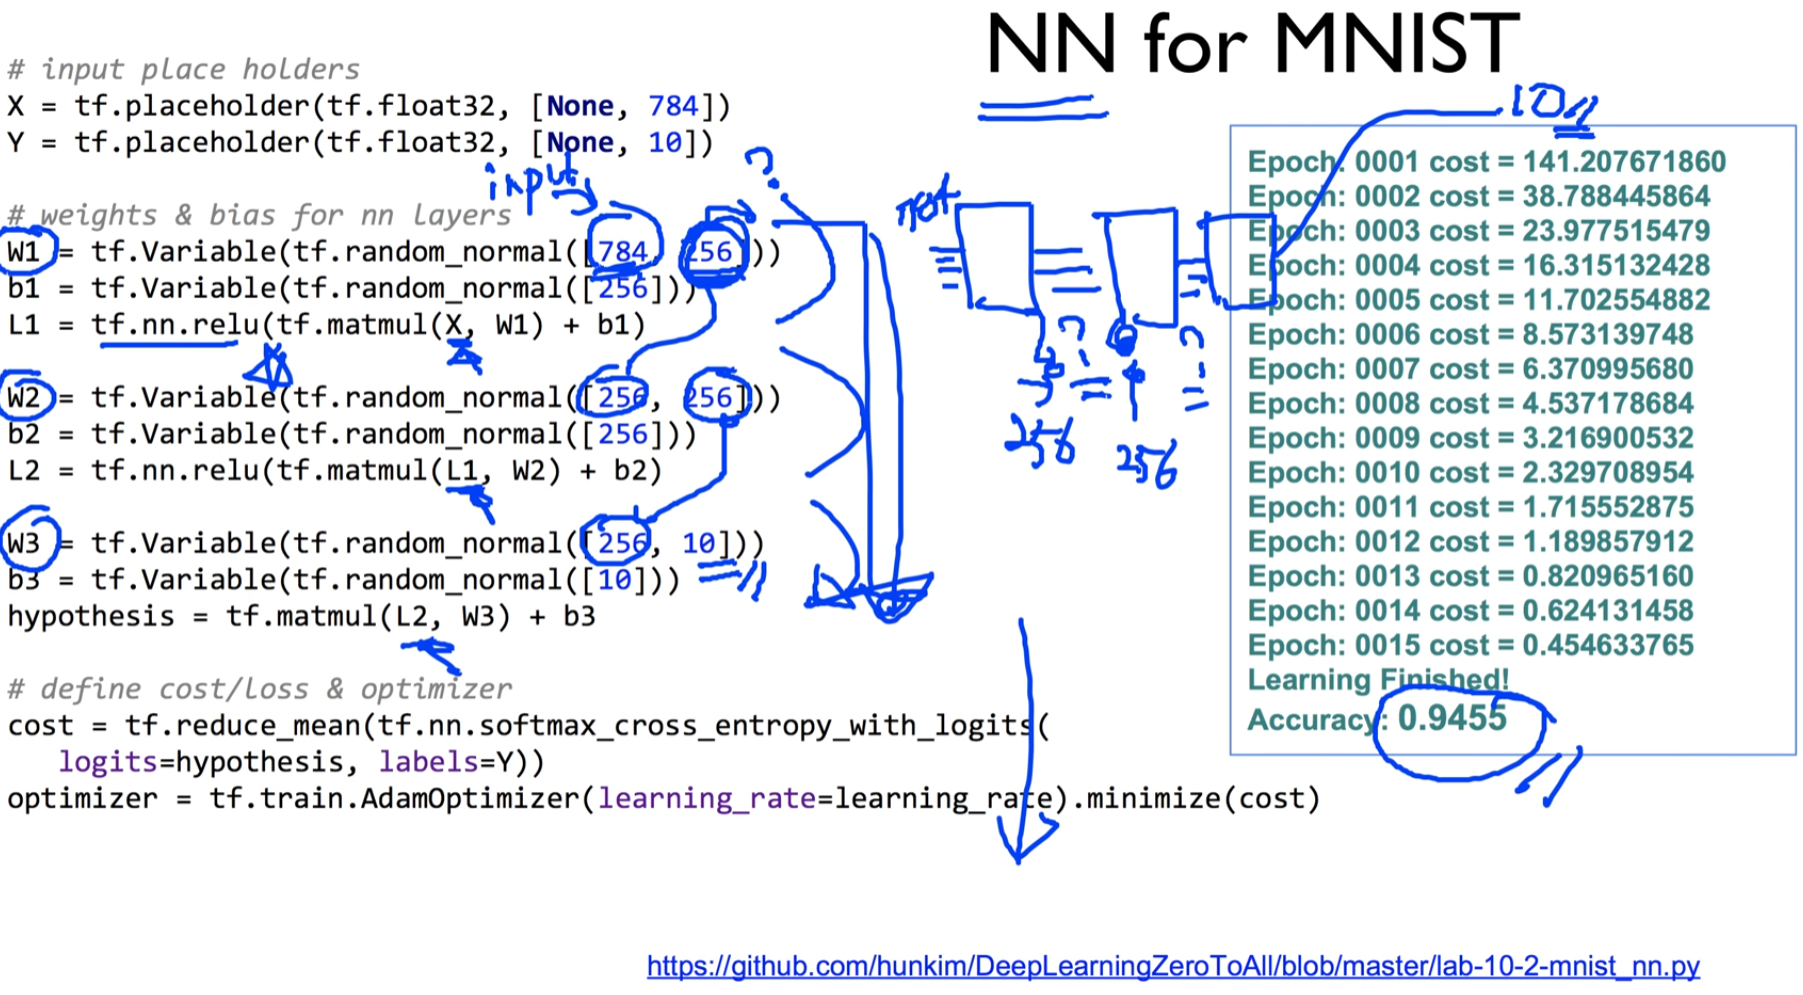 NN for MNIST
# input place holders
X = tf.placeholder(tf.float32, [None, 784])
Y = tf.placeholder(tf.float32, [None, 10])
input
?
# weights & bias for nn layers
W1 = tf.Variable(tf.random_normal([784, 256]))
b1 = tf.Variable(tf.random_normal([256]))
L1 = tf.nn.relu(tf.matmul(X, W1) + b1)
W2 = tf.Variable(tf.random_normal([256, 256]))
b2 = tf.Variable(tf.random_normal([256]))
L2 = tf.nn.relu(tf.matmul(L1, W2) + b2)
W3 = tf.Variable(tf.random_normal([256, 10]))
b3 = tf.Variable(tf.random_normal([10]))
hypothesis = tf.matmul(L2, W3) + b3
# define cost/loss & optimizer
cost = tf.reduce_mean(tf.nn.softmax_cross_entropy_with_logits(
logits=hypothesis, labels=Y))
optimizer = tf.train.AdamOptimizer(learning_rate=learning_rate).minimize(cost)
? ?
256 256
10
Epoch: 0001 cost = 141.207671860
Epoch: 0002 cost = 38.788445864
Epoch: 0003 cost = 23.977515479
Epoch: 0004 cost = 16.315132428
Epoch: 0005 cost = 11.702554882
Epoch: 0006 cost = 8.573139748
Epoch: 0007 cost = 6.370995680
Epoch: 0008 cost = 4.537178684
Epoch: 0009 cost = 3.216900532
Epoch: 0010 cost = 2.329708954
Epoch: 0011 cost = 1.715552875
Epoch: 0012 cost = 1.189857912
Epoch: 0013 cost = 0.820965160
Epoch: 0014 cost = 0.624131458
Epoch: 0015 cost = 0.454633765
Learning Finished!
Accuracy: 0.9455
https://github.com/hunkim/DeepLearningZeroToAll/blob/master/lab-10-2-mnist_nn.py